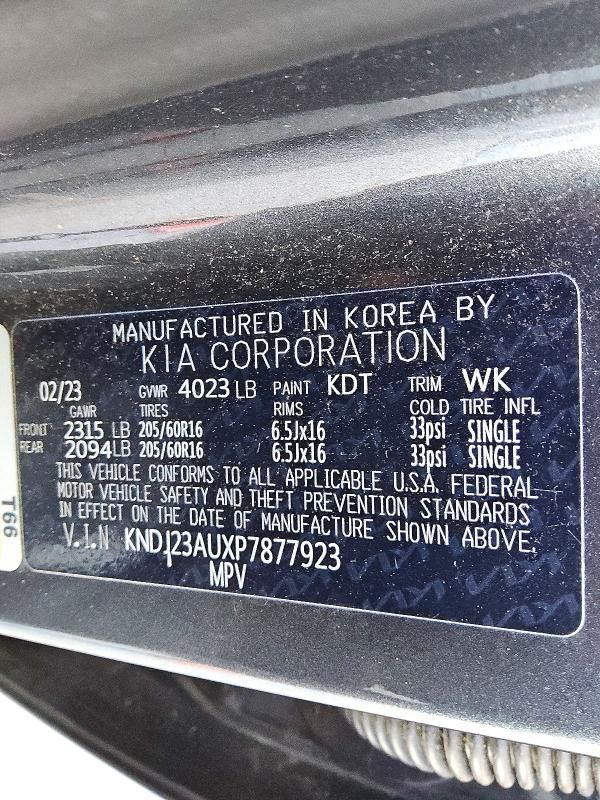 MANUFACTURED IN KOREA BY
KIA CORPORATION
02/23 GVWR 4023 LB PAINT KDT TRIM WK
GAWR TIRES RIMS COLD TIRE INFL
FRONT 2315 LB 205/60R16 6.5Jx16 33psi SINGLE
REAR 2094LB 205/60R16 6.5Jx16 33psi SINGLE
THIS VEHICLE CONFORMS TO ALL APPLICABLE U.S.A. FEDERAL
MOTOR VEHICLE SAFETY AND THEFT PREVENTION STANDARDS
IN EFFECT ON THE DATE OF MANUFACTURE SHOWN ABOVE.
V.I.N KNDJ23AUXP7877923
MPV
T66